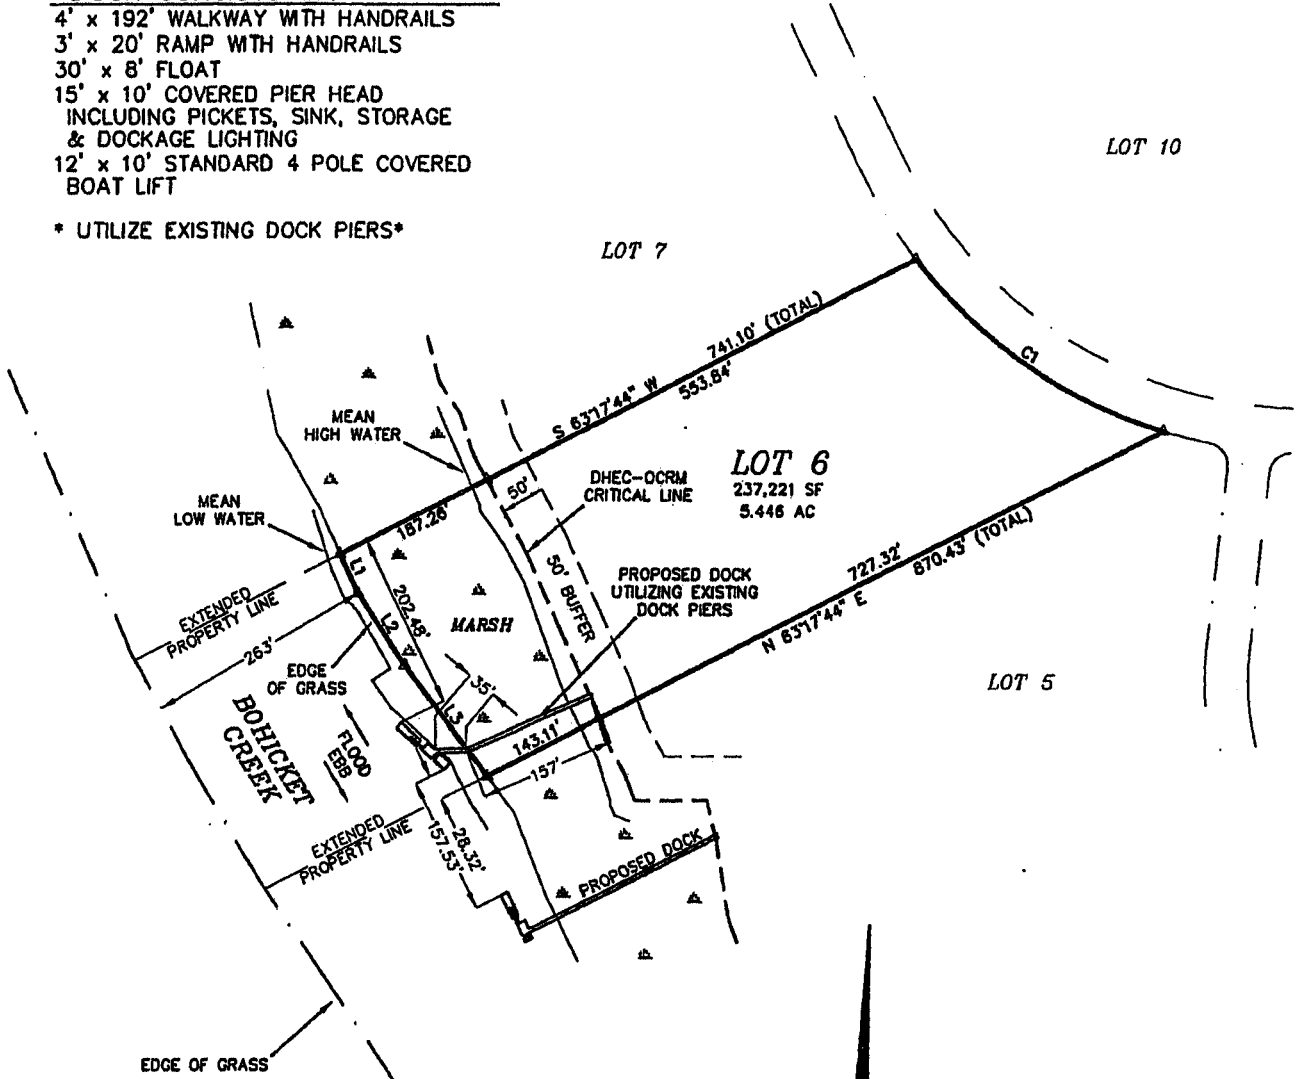 4' x 192' WALKWAY WITH HANDRAILS
3' x 20' RAMP WITH HANDRAILS
30' x 8' FLOAT
15' x 10' COVERED PIER HEAD
INCLUDING PICKETS, SINK, STORAGE
& DOCKAGE LIGHTING
12' x 10' STANDARD 4 POLE COVERED
BOAT LIFT
* UTILIZE EXISTING DOCK PIERS*
LOT 10
LOT 7
741.10' (TOTAL)
S 63°17'44" W
553.84'
C1
MEAN
HIGH WATER
LOT 6
237,221 SF
5.446 AC
DHEC-OCRM
CRITICAL LINE
50'
MEAN
LOW WATER
187.26'
50' BUFFER
727.32'
870.43' (TOTAL)
N 63°17'44" E
PROPOSED DOCK
UTILIZING EXISTING
DOCK PIERS
L1
L2
202.48'
MARSH
EXTENDED
PROPERTY LINE
263'
EDGE
OF GRASS
35'
L3
LOT 5
BOHICKET
CREEK
FLOOD
EBB
143.11'
157'
EXTENDED
PROPERTY LINE
28.32'
157.53'
PROPOSED DOCK
EDGE OF GRASS